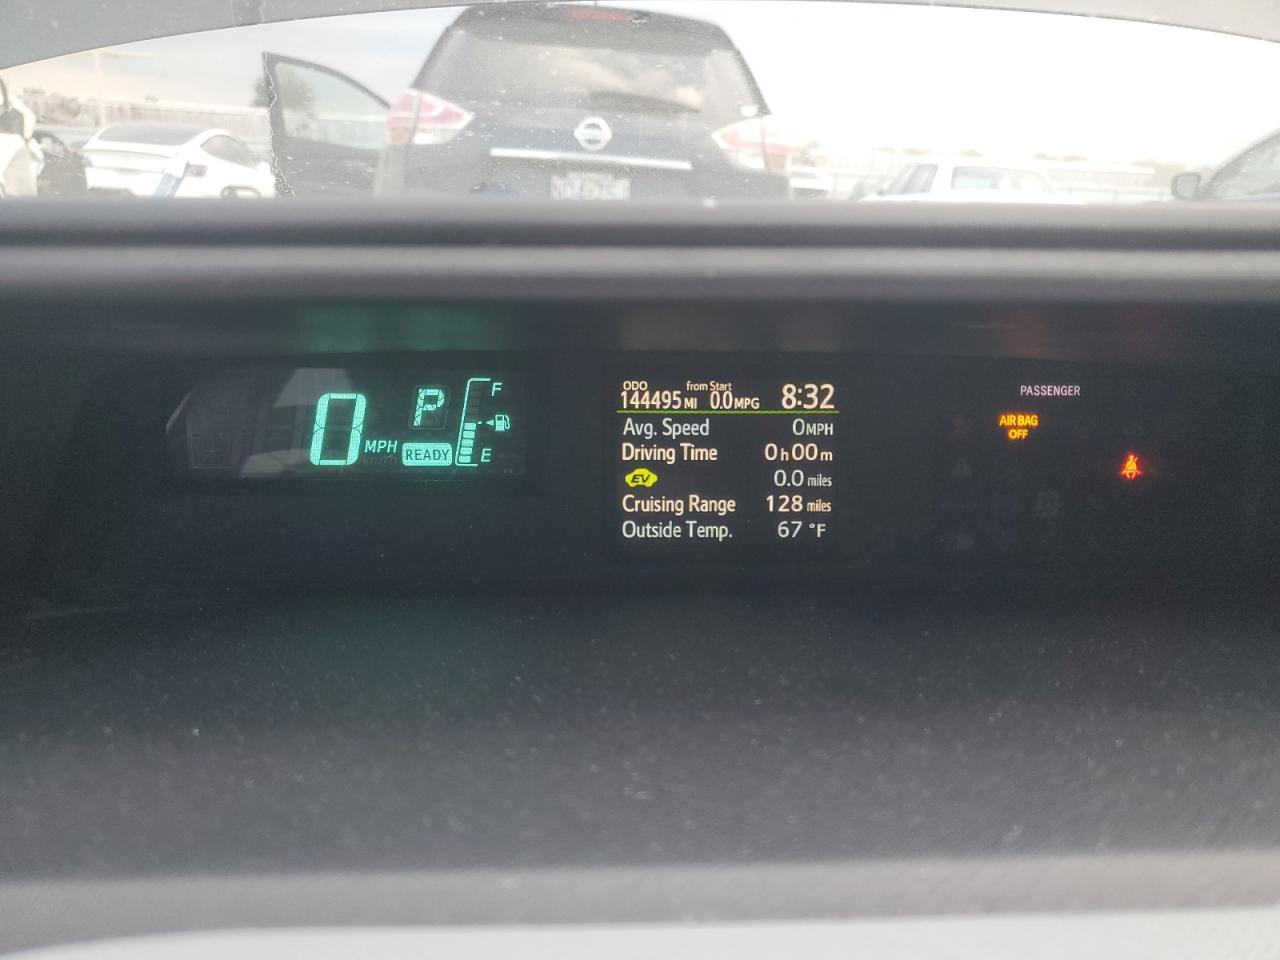 0 MPH
P
READY
F
E
ODO from Start
144495 MI 0.0 MPG 8:32
Avg. Speed 0 MPH
Driving Time 0 h 00 m
EV 0.0 miles
Cruising Range 128 miles
Outside Temp. 67 °F
PASSENGER
AIR BAG
OFF